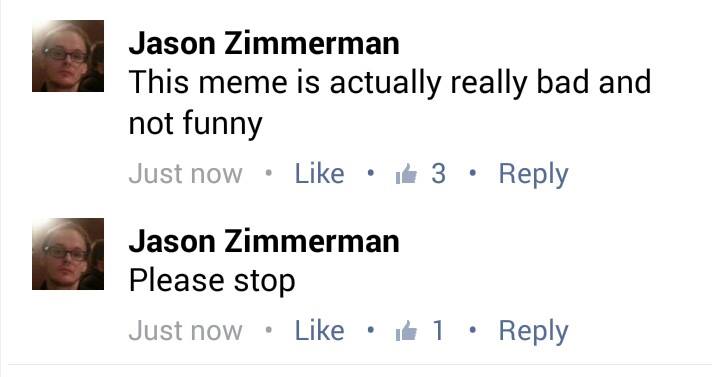 Jason Zimmerman
This meme is actually really bad and
not funny
Just now • Like • 3 • Reply
Jason Zimmerman
Please stop
Just now • Like • 1 • Reply